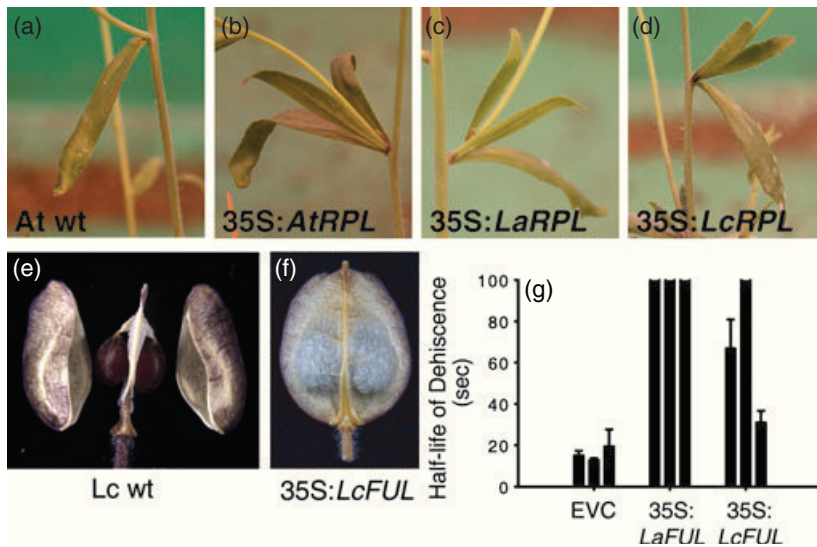 (a)
At wt
(b)
35S:AtRPL
(c)
35S:LaRPL
(d)
35S:LcRPL
(e)
Lc wt
(f)
35S:LcFUL
(g)
Half-life of Dehiscence
(sec)
100
80
60
40
20
0
EVC
35S:
LaFUL
35S:
LcFUL